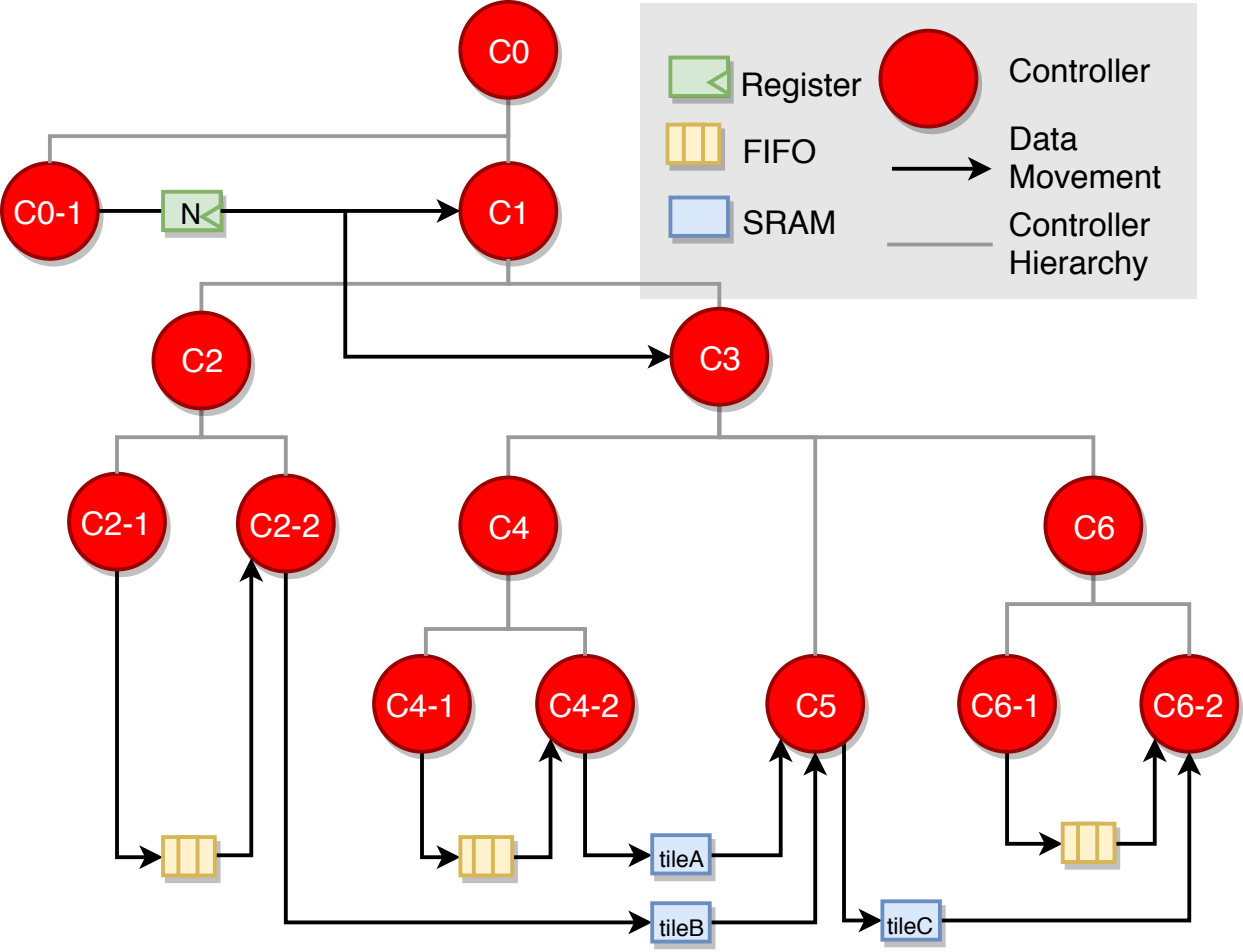 C0
Register
Controller
FIFO
Data
Movement
SRAM
Controller
Hierarchy
C0-1
N
C1
C2
C3
C2-1
C2-2
C4
C6
C4-1
C4-2
C5
C6-1
C6-2
tileA
tileB
tileC